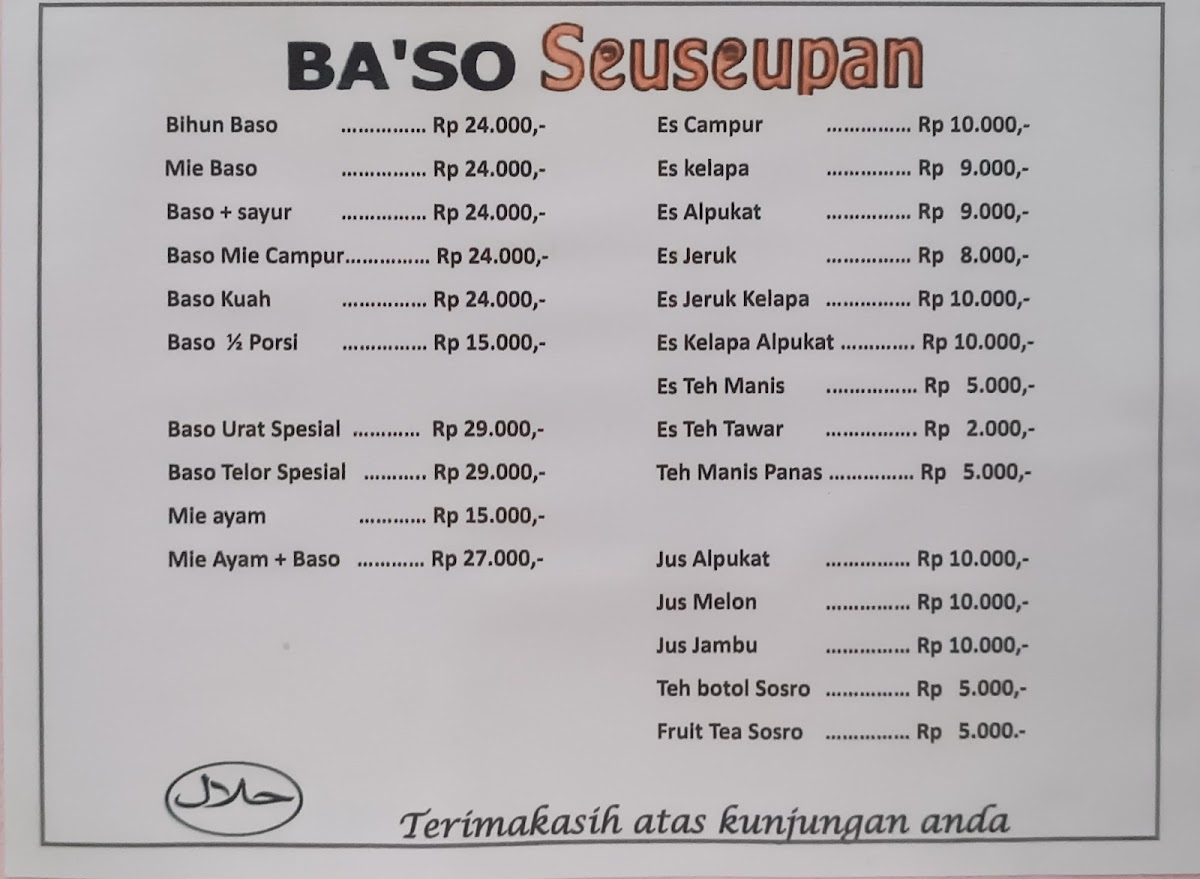 BA'SO Seuseupan
Bihun Baso ............... Rp 24.000,-
Mie Baso ............... Rp 24.000,-
Baso + sayur ............... Rp 24.000,-
Baso Mie Campur............... Rp 24.000,-
Baso Kuah ............... Rp 24.000,-
Baso ½ Porsi ............... Rp 15.000,-
Baso Urat Spesial ............ Rp 29.000,-
Baso Telor Spesial ........... Rp 29.000,-
Mie ayam ............ Rp 15.000,-
Mie Ayam + Baso ............ Rp 27.000,-
Es Campur ............... Rp 10.000,-
Es kelapa ............... Rp 9.000,-
Es Alpukat ............... Rp 9.000,-
Es Jeruk ............... Rp 8.000,-
Es Jeruk Kelapa ............... Rp 10.000,-
Es Kelapa Alpukat ............. Rp 10.000,-
Es Teh Manis ................ Rp 5.000,-
Es Teh Tawar ................ Rp 2.000,-
Teh Manis Panas ............... Rp 5.000,-
Jus Alpukat ............... Rp 10.000,-
Jus Melon ............... Rp 10.000,-
Jus Jambu ............... Rp 10.000,-
Teh botol Sosro ............... Rp 5.000,-
Fruit Tea Sosro ............... Rp 5.000.-
حلال
Terimakasih atas kunjungan anda